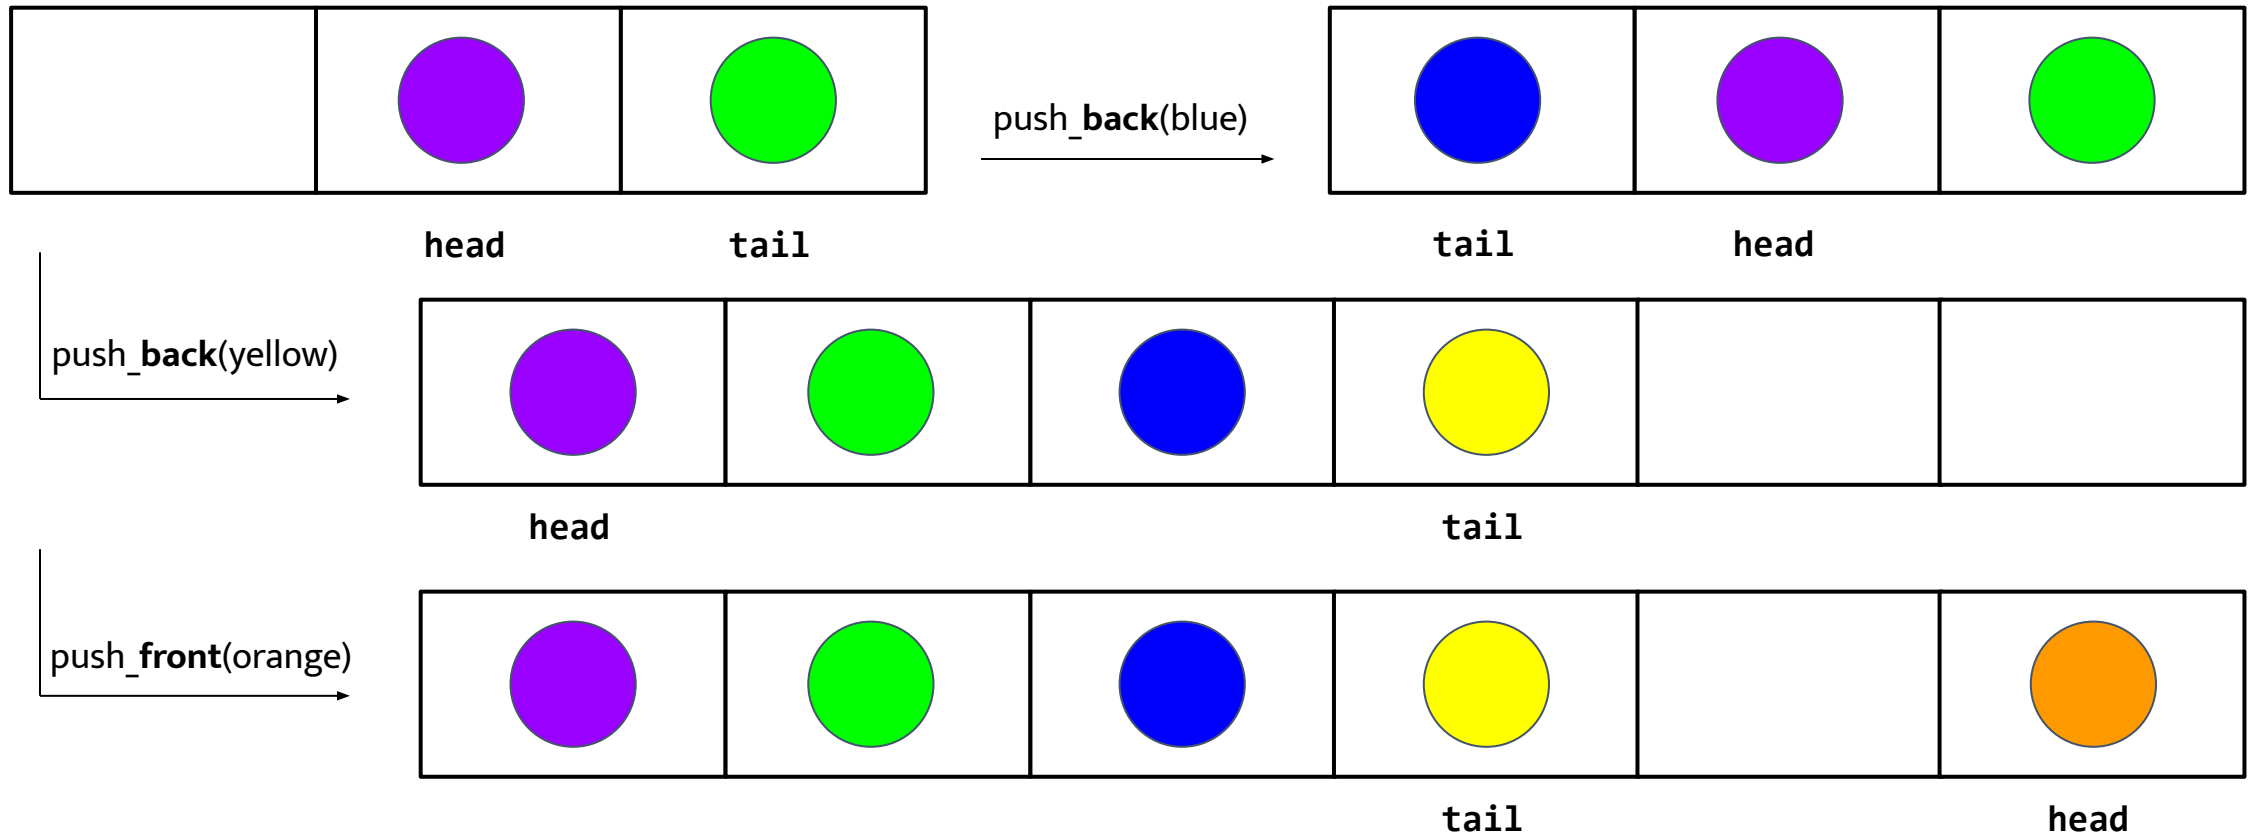 push_back(blue)
head tail tail head
push_back(yellow)
head tail
push_front(orange)
tail head